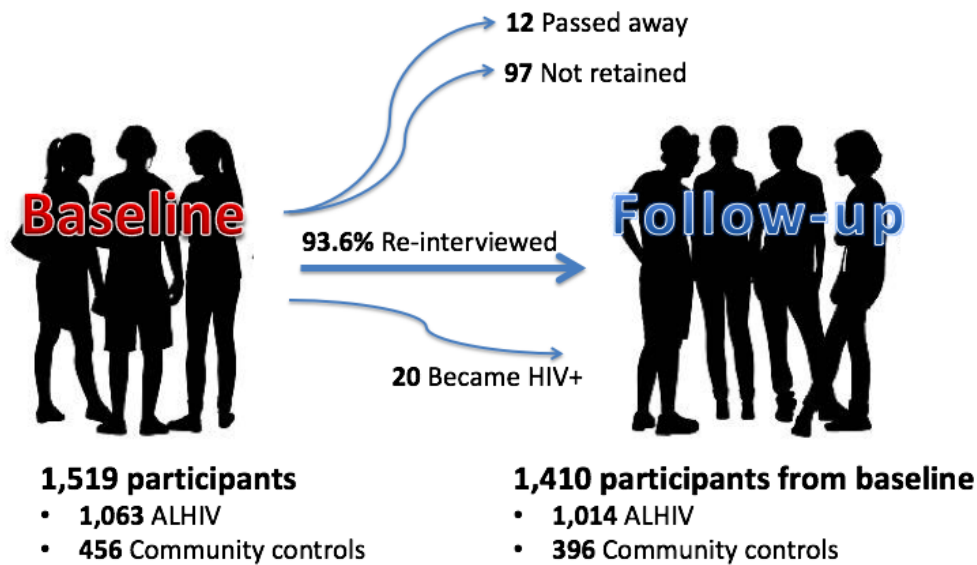 12 Passed away
97 Not retained
Baseline
Follow-up
93.6% Re-interviewed
20 Became HIV+
1,519 participants
• 1,063 ALHIV
• 456 Community controls
1,410 participants from baseline
• 1,014 ALHIV
• 396 Community controls